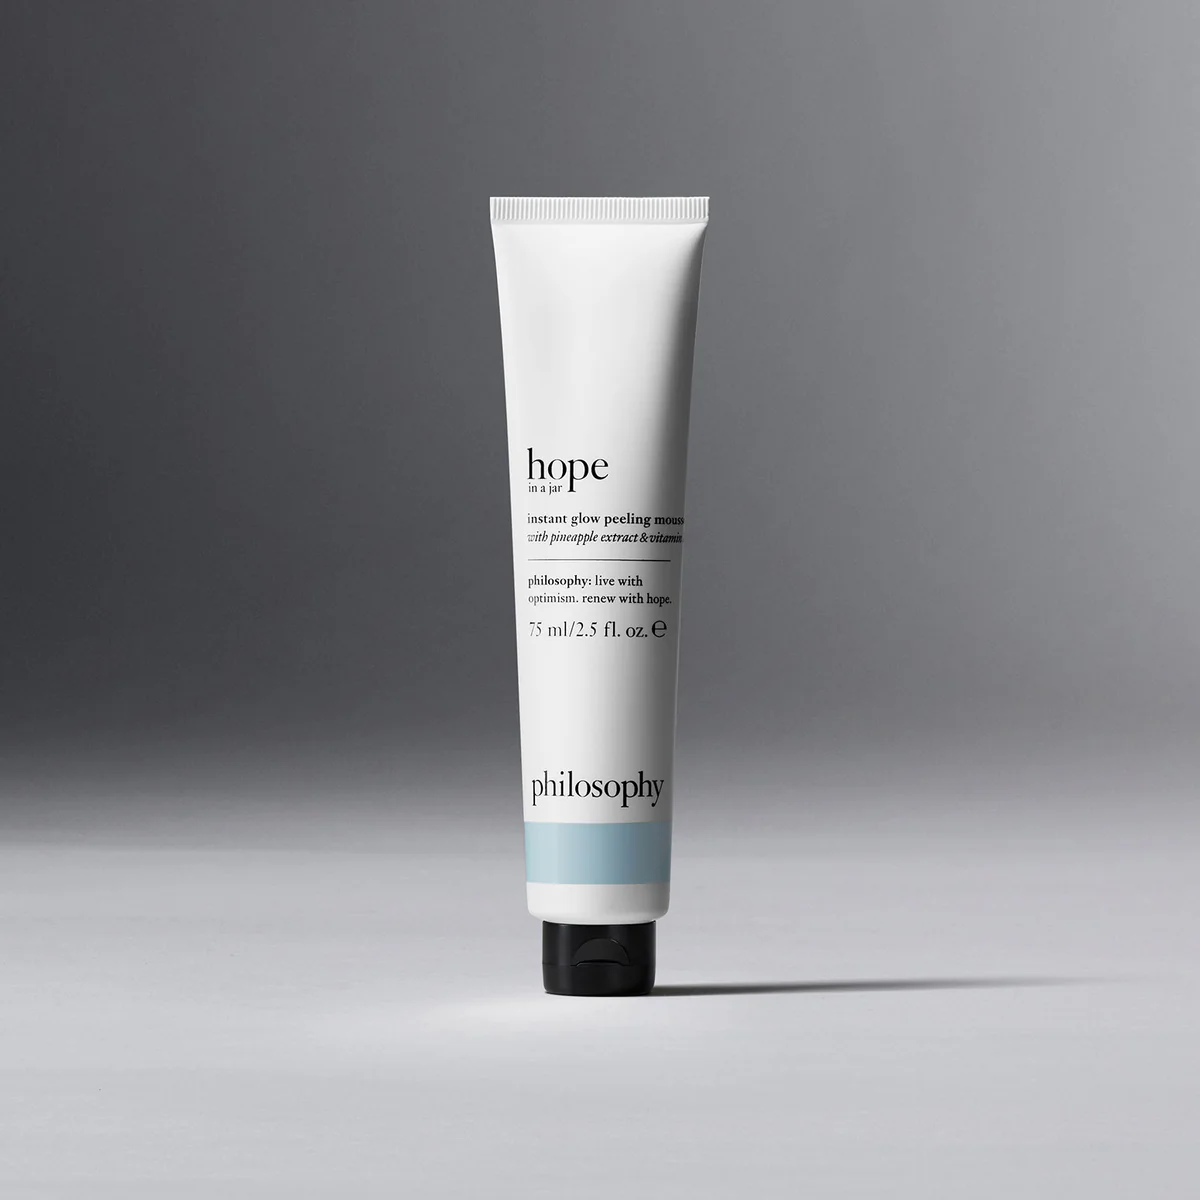 hope
in a jar
instant glow peeling mouss
with pineapple extract & vitamin
philosophy: live with
optimism. renew with hope.
75 ml/2.5 fl. oz. ℮
philosophy